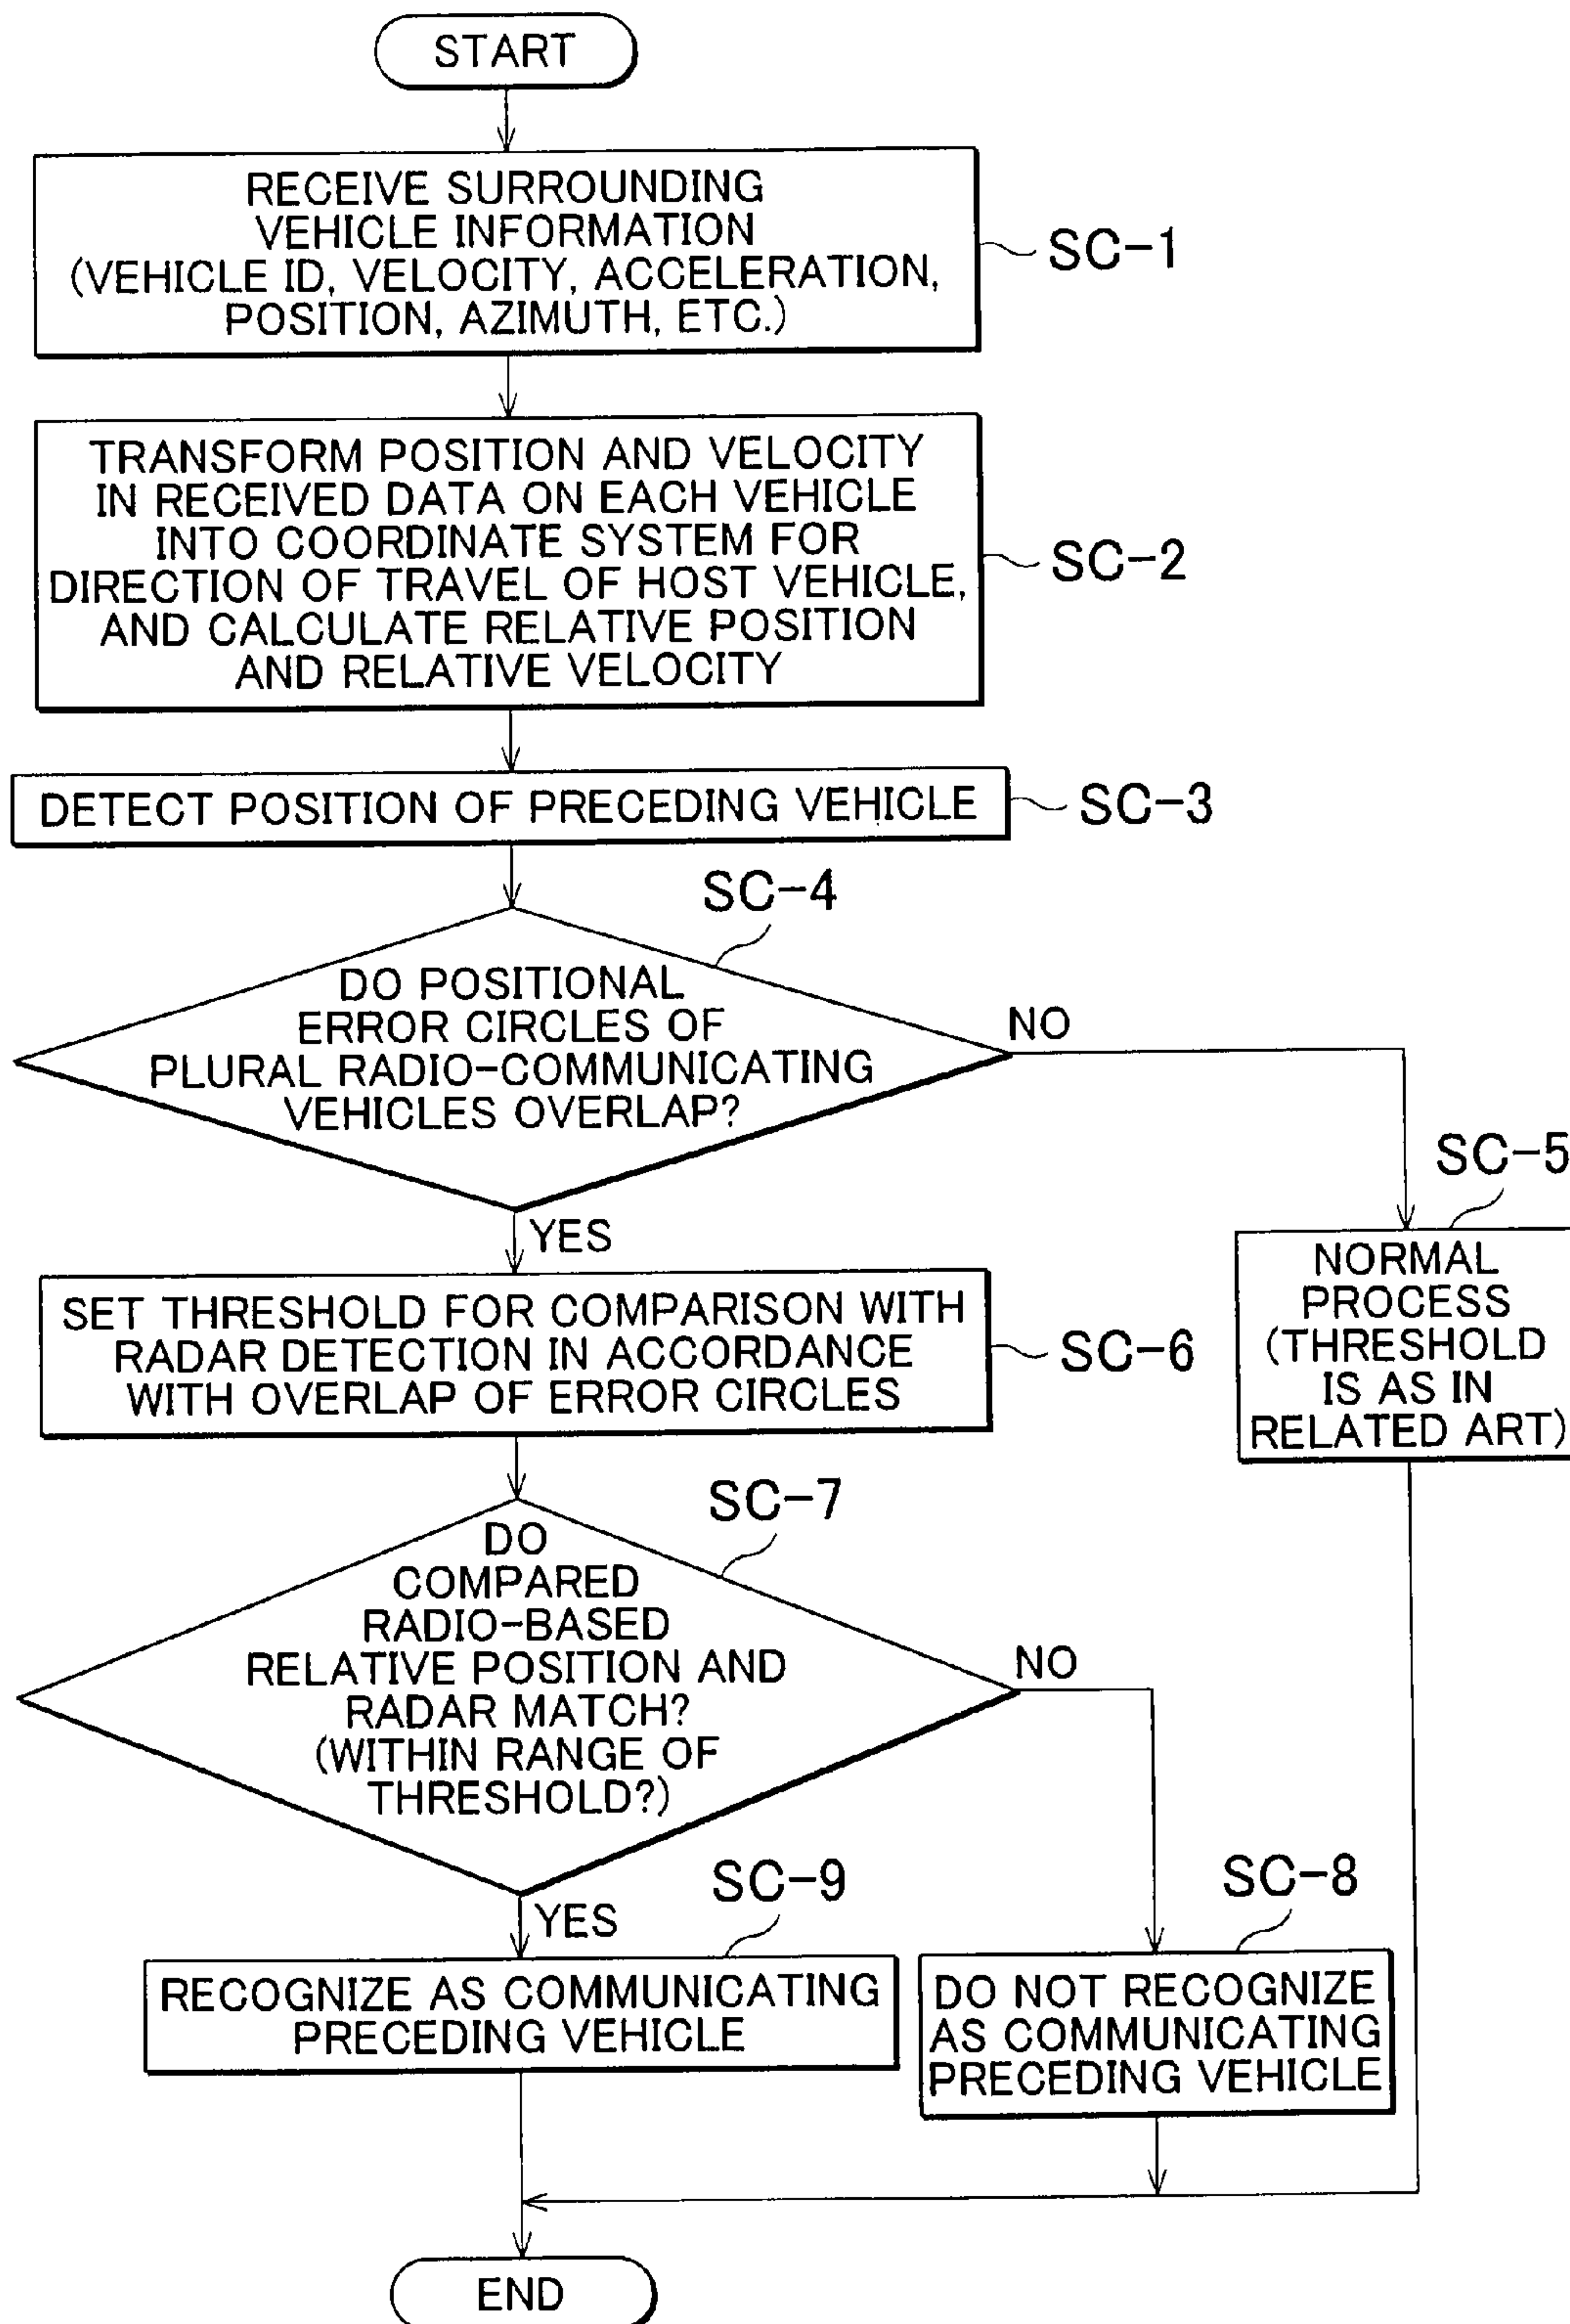 START
RECEIVE SURROUNDING
VEHICLE INFORMATION
(VEHICLE ID, VELOCITY, ACCELERATION,
POSITION, AZIMUTH, ETC.)
SC-1
TRANSFORM POSITION AND VELOCITY
IN RECEIVED DATA ON EACH VEHICLE
INTO COORDINATE SYSTEM FOR
DIRECTION OF TRAVEL OF HOST VEHICLE,
AND CALCULATE RELATIVE POSITION
AND RELATIVE VELOCITY
SC-2
DETECT POSITION OF PRECEDING VEHICLE
SC-3
SC-4
DO POSITIONAL
ERROR CIRCLES OF
PLURAL RADIO-COMMUNICATING
VEHICLES OVERLAP?
NO
YES
SC-5
NORMAL
PROCESS
(THRESHOLD
IS AS IN
RELATED ART)
SET THRESHOLD FOR COMPARISON WITH
RADAR DETECTION IN ACCORDANCE
WITH OVERLAP OF ERROR CIRCLES
SC-6
SC-7
DO
COMPARED
RADIO-BASED
RELATIVE POSITION AND
RADAR MATCH?
(WITHIN RANGE OF
THRESHOLD?)
NO
YES
SC-9
RECOGNIZE AS COMMUNICATING
PRECEDING VEHICLE
SC-8
DO NOT RECOGNIZE
AS COMMUNICATING
PRECEDING VEHICLE
END